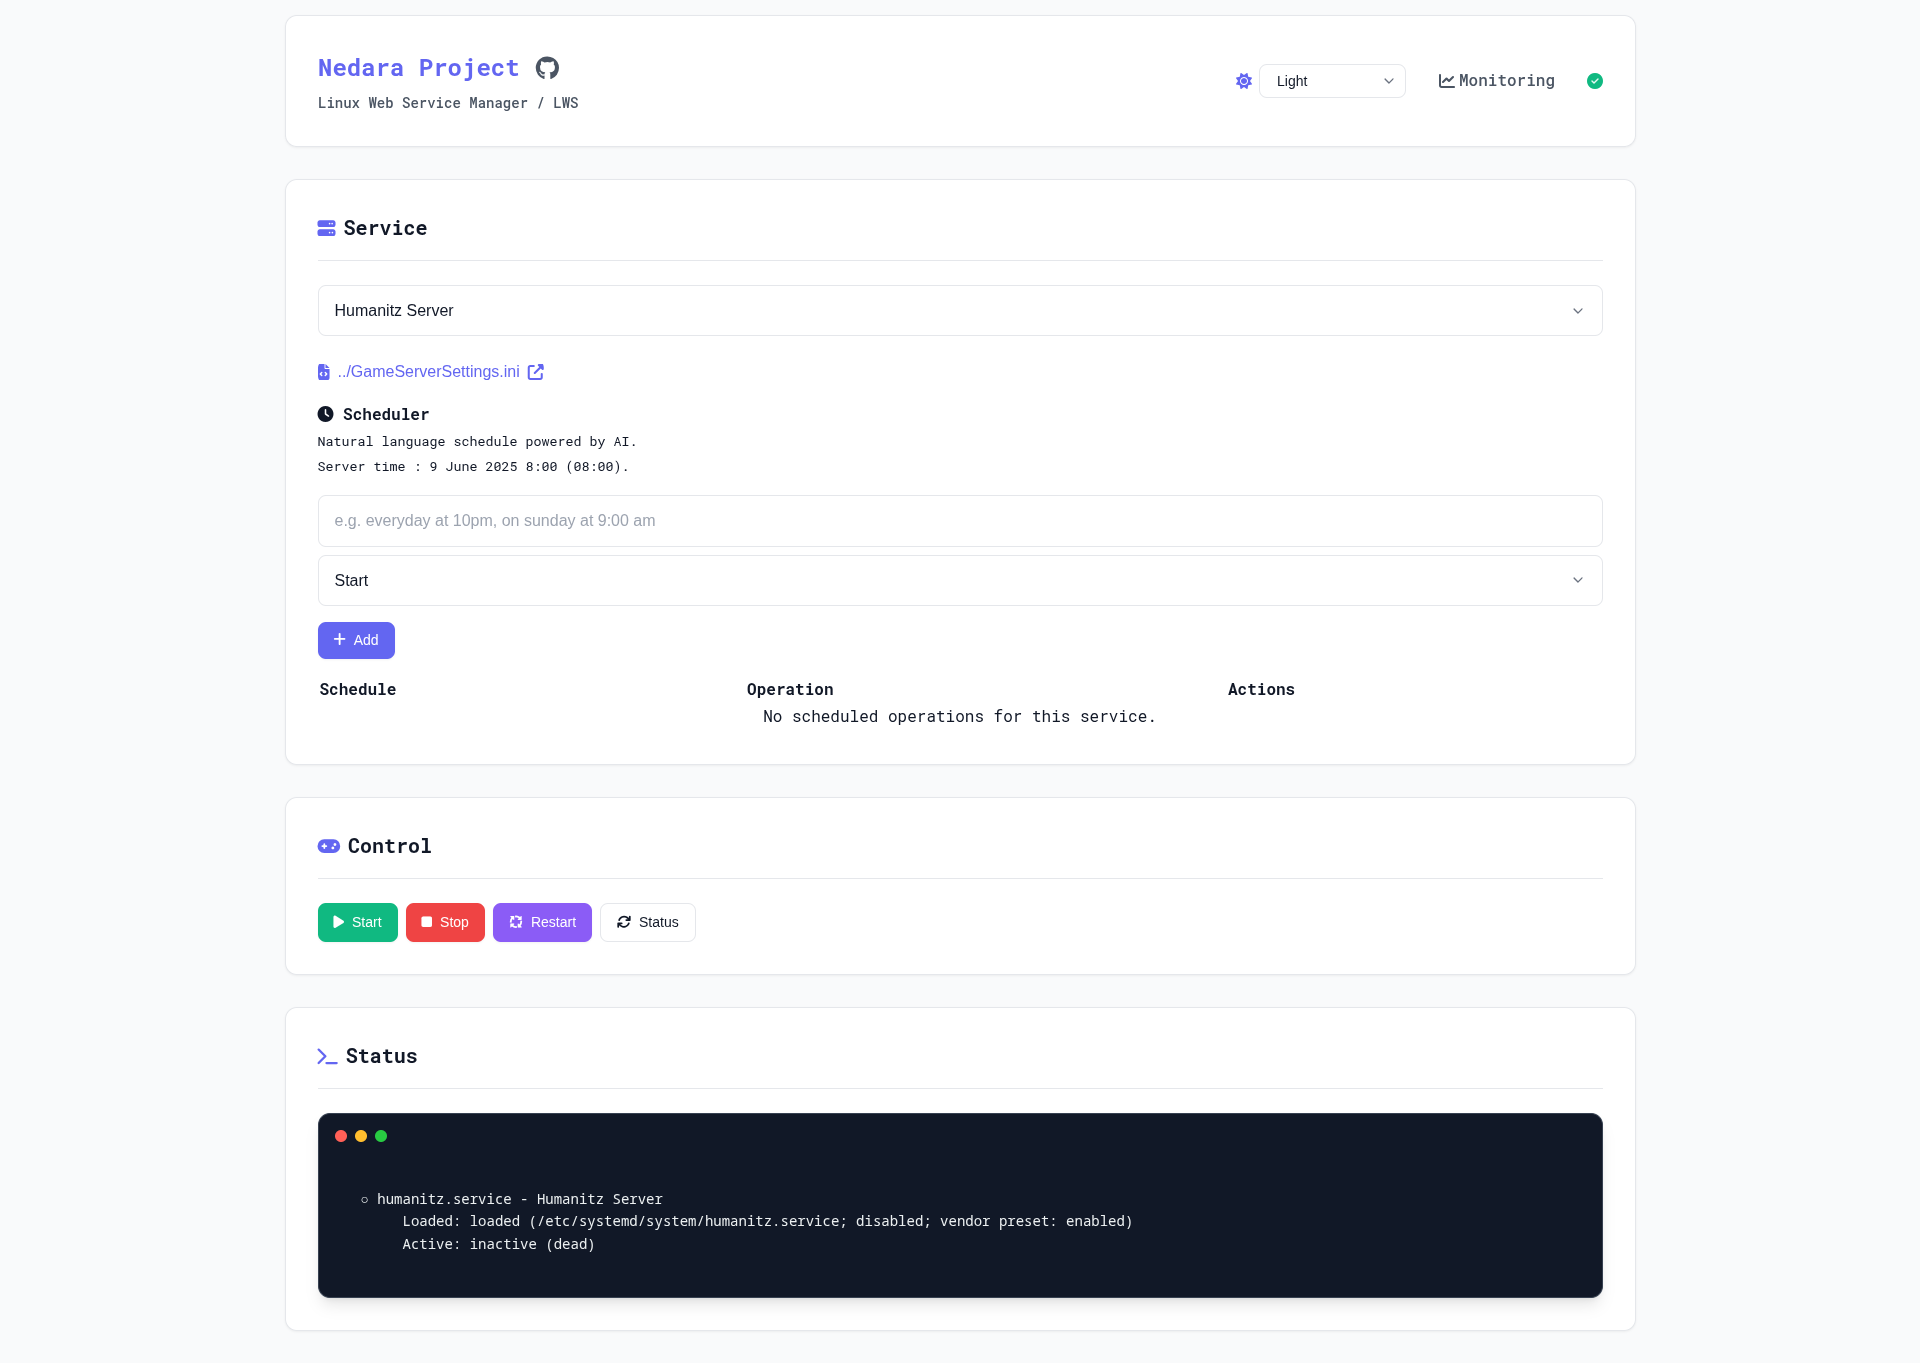 Nedara Project
Linux Web Service Manager / LWS
Light
Monitoring
Service
Humanitz Server
../GameServerSettings.ini
Scheduler
Natural language schedule powered by AI.
Server time : 9 June 2025 8:00 (08:00).
e.g. everyday at 10pm, on sunday at 9:00 am
Start
Add
Schedule Operation Actions
No scheduled operations for this service.
Control
Start Stop Restart Status
Status
○ humanitz.service - Humanitz Server
Loaded: loaded (/etc/systemd/system/humanitz.service; disabled; vendor preset: enabled)
Active: inactive (dead)